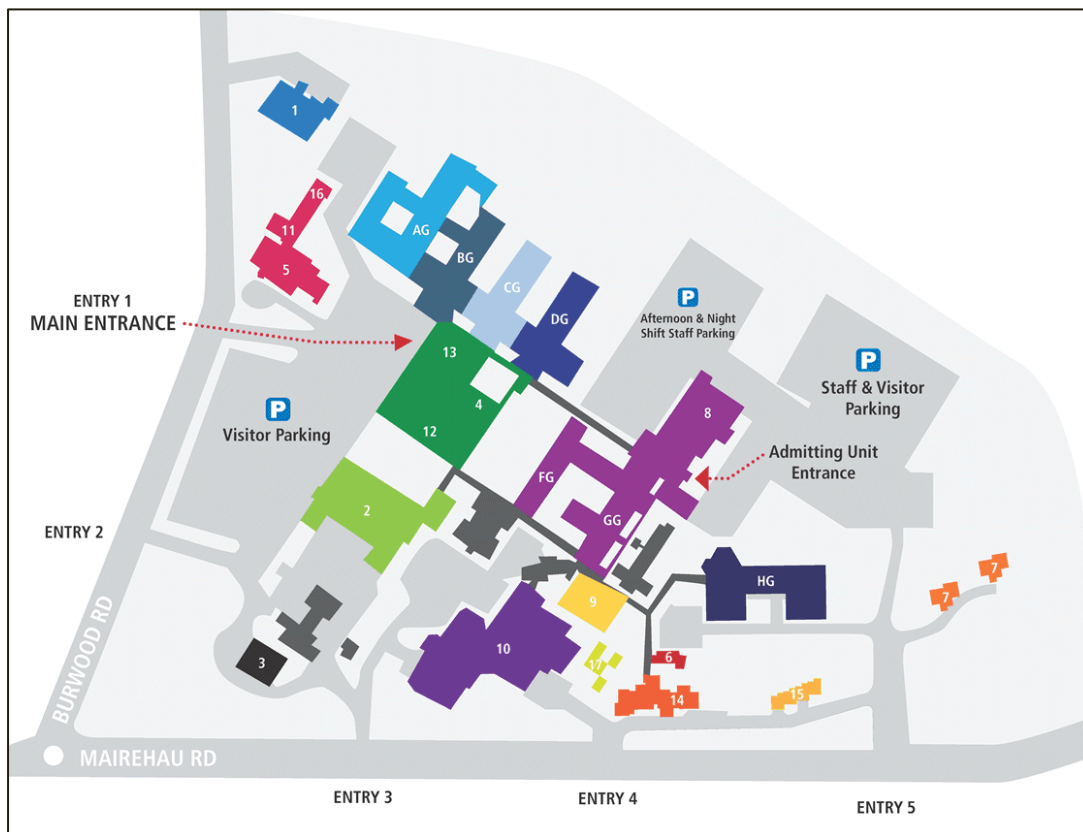 1
16
11
5
AG
BG
CG
DG
ENTRY 1
MAIN ENTRANCE
P
Afternoon & Night
Shift Staff Parking
P
Staff & Visitor
Parking
13
4
12
P
Visitor Parking
8
Admitting Unit
Entrance
FG
GG
2
ENTRY 2
HG
7
7
9
10
3
17
6
14
15
BURWOOD RD
MAIREHAU RD
ENTRY 3
ENTRY 4
ENTRY 5